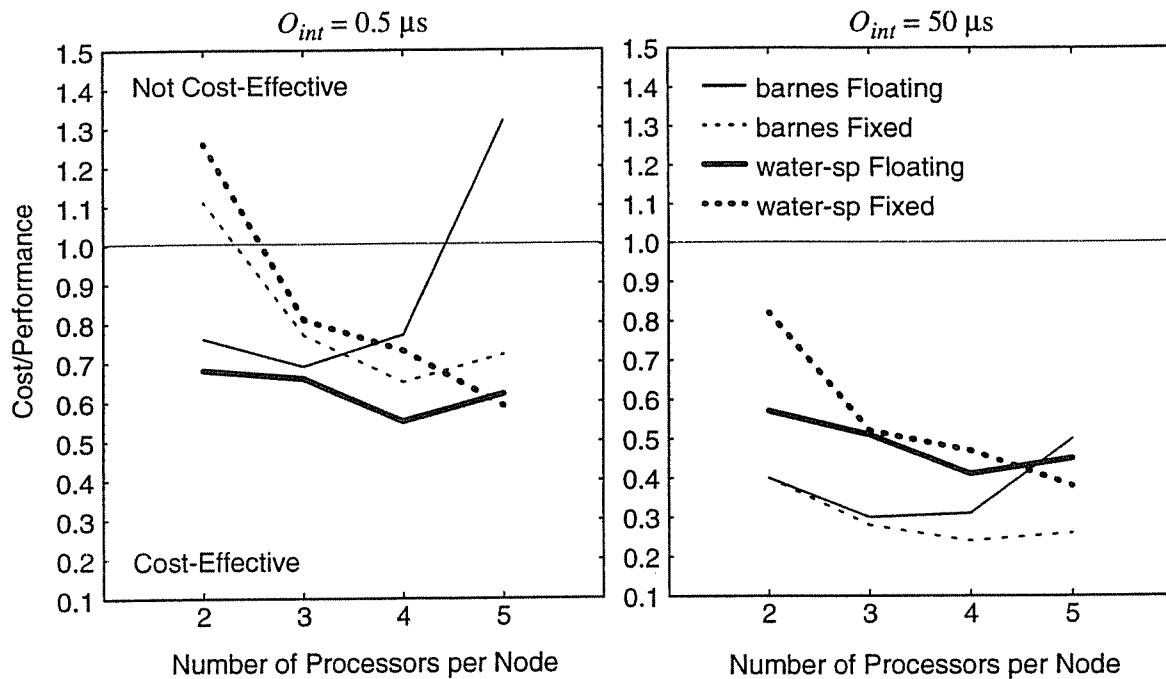 O_int = 0.5 µs
O_int = 50 µs
1.5
1.4
1.3
1.2
1.1
1.0
0.9
0.8
0.7
0.6
0.5
0.4
0.3
0.2
0.1
Cost/Performance
Not Cost-Effective
Cost-Effective
2 3 4 5
Number of Processors per Node
1.5
1.4
1.3
1.2
1.1
1.0
0.9
0.8
0.7
0.6
0.5
0.4
0.3
0.2
0.1
barnes Floating
barnes Fixed
water-sp Floating
water-sp Fixed
2 3 4 5
Number of Processors per Node